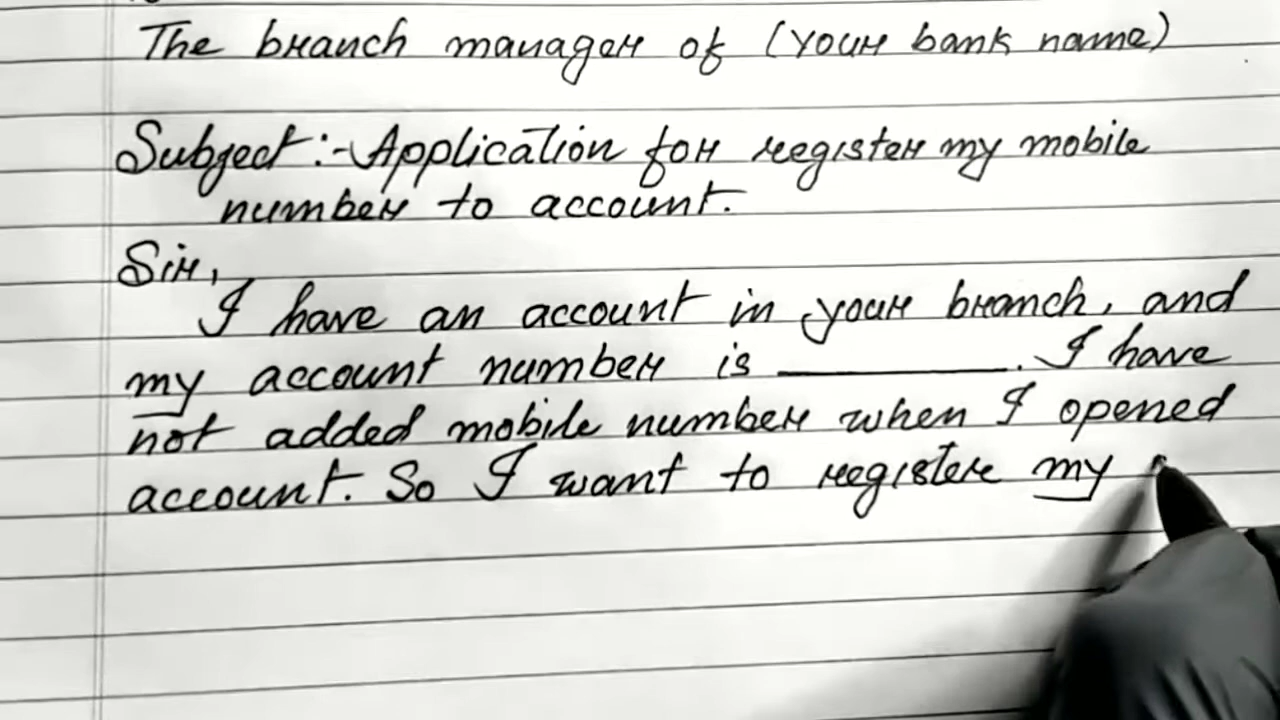 The branch manager of (your bank name)
Subject:- Application for register my mobile
number to account.
Sir,
I have an account in your branch, and
my account number is __________. I have
not added mobile number when I opened
account. So I want to register my